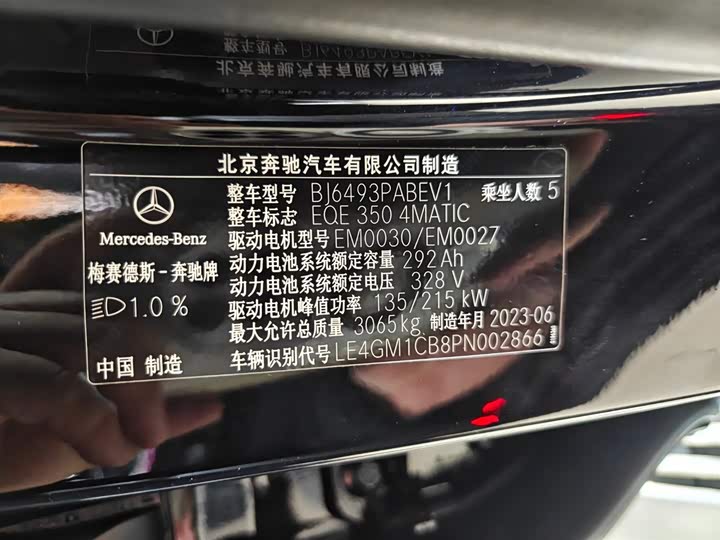 北京奔驰汽车有限公司制造
整车型号 BJ6493PABEV1 乘坐人数 5
整车标志 EQE 350 4MATIC
Mercedes-Benz
驱动电机型号 EM0030/EM0027
梅赛德斯-奔驰牌
动力电池系统额定容量 292Ah
动力电池系统额定电压 328 V
1.0 %
驱动电机峰值功率 135/215 kW
最大允许总质量 3065kg 制造年月 2023-06
中国 制造
车辆识别代号 LE4GM1CB8PN002866